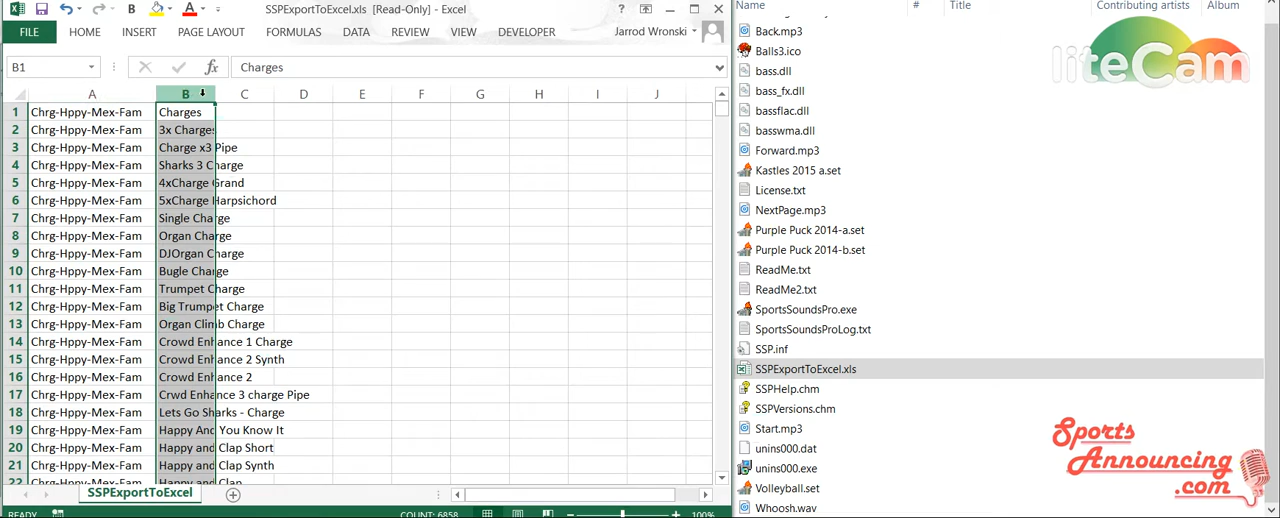 SSPExportToExcel.xls [Read-Only] - Excel
FILE HOME INSERT PAGE LAYOUT FORMULAS DATA REVIEW VIEW DEVELOPER Jarrod Wronski
B1 fx Charges
A B C D E F G H I J
1 Chrg-Hppy-Mex-Fam Charges
2 Chrg-Hppy-Mex-Fam 3x Charges
3 Chrg-Hppy-Mex-Fam Charge x3 Pipe
4 Chrg-Hppy-Mex-Fam Sharks 3 Charge
5 Chrg-Hppy-Mex-Fam 4xCharge Grand
6 Chrg-Hppy-Mex-Fam 5xCharge Harpsichord
7 Chrg-Hppy-Mex-Fam Single Charge
8 Chrg-Hppy-Mex-Fam Organ Charge
9 Chrg-Hppy-Mex-Fam DJOrgan Charge
10 Chrg-Hppy-Mex-Fam Bugle Charge
11 Chrg-Hppy-Mex-Fam Trumpet Charge
12 Chrg-Hppy-Mex-Fam Big Trumpet Charge
13 Chrg-Hppy-Mex-Fam Organ Climb Charge
14 Chrg-Hppy-Mex-Fam Crowd Enhance 1 Charge
15 Chrg-Hppy-Mex-Fam Crowd Enhance 2 Synth
16 Chrg-Hppy-Mex-Fam Crowd Enhance 2
17 Chrg-Hppy-Mex-Fam Crwd Enhance 3 charge Pipe
18 Chrg-Hppy-Mex-Fam Lets Go Sharks - Charge
19 Chrg-Hppy-Mex-Fam Happy And You Know It
20 Chrg-Hppy-Mex-Fam Happy and Clap Short
21 Chrg-Hppy-Mex-Fam Happy and Clap Synth
22 Chrg-Hppy-Mex-Fam Happy and Clap
SSPExportToExcel
READY COUNT: 6858 100%
Name # Title Contributing artists Album
Back.mp3
Balls3.ico
bass.dll
bass_fx.dll
bassflac.dll
basswma.dll
Forward.mp3
Kastles 2015 a.set
License.txt
NextPage.mp3
Purple Puck 2014-a.set
Purple Puck 2014-b.set
ReadMe.txt
ReadMe2.txt
SportsSoundsPro.exe
SportsSoundsProLog.txt
SSP.inf
SSPExportToExcel.xls
SSPHelp.chm
SSPVersions.chm
Start.mp3
unins000.dat
unins000.exe
Volleyball.set
Whoosh.wav
liteCam
Sports
Announcing
.com